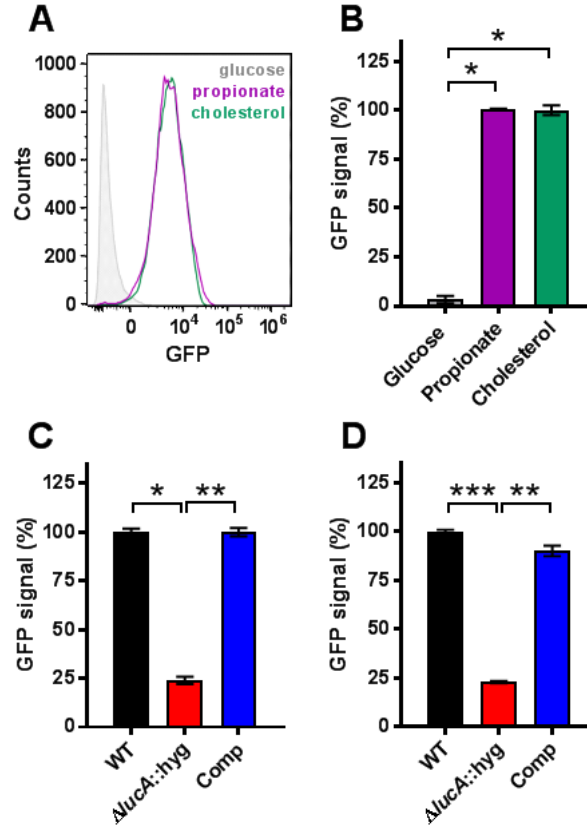 A
glucose
propionate
cholesterol
Counts
1000
800
600
400
200
0
0 10⁴ 10⁵ 10⁶
GFP
B
GFP signal (%)
125
100
75
50
25
0
*
*
Glucose
Propionate
Cholesterol
C
GFP signal (%)
125
100
75
50
25
0
* **
WT
ΔlucA::hyg
Comp
D
GFP signal (%)
125
100
75
50
25
0
*** **
WT
ΔlucA::hyg
Comp